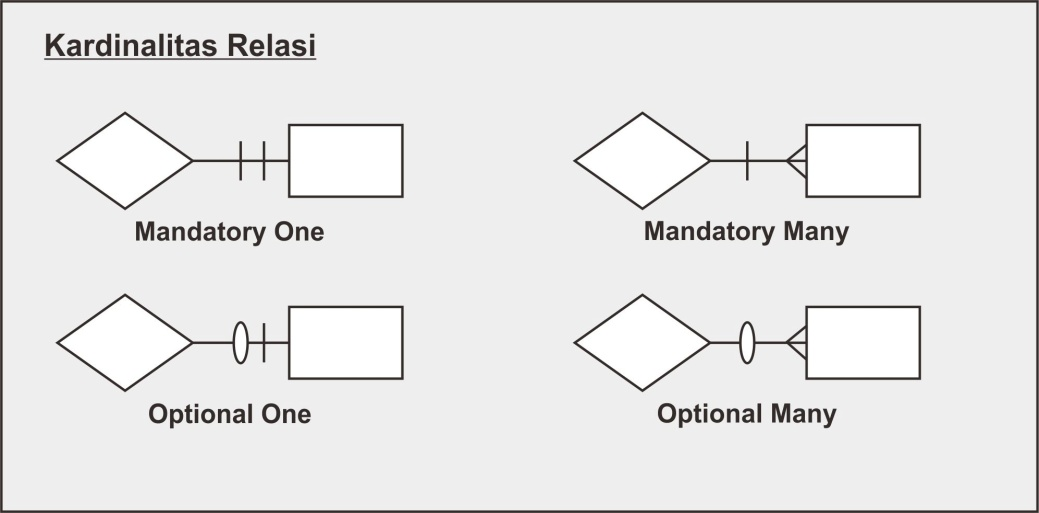 Kardinalitas Relasi
Mandatory One
Mandatory Many
Optional One
Optional Many